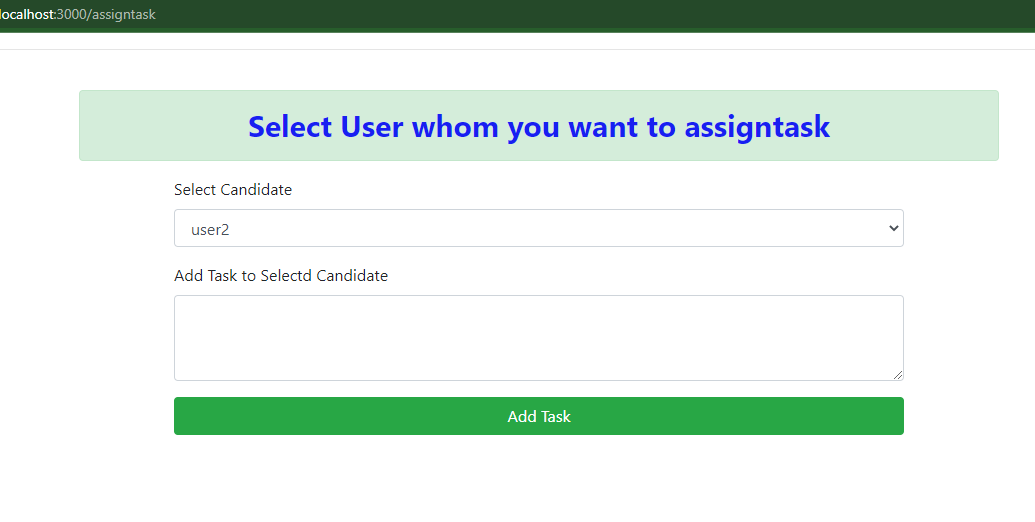 localhost:3000/assigntask
Select User whom you want to assigntask
Select Candidate
user2
Add Task to Selectd Candidate
Add Task